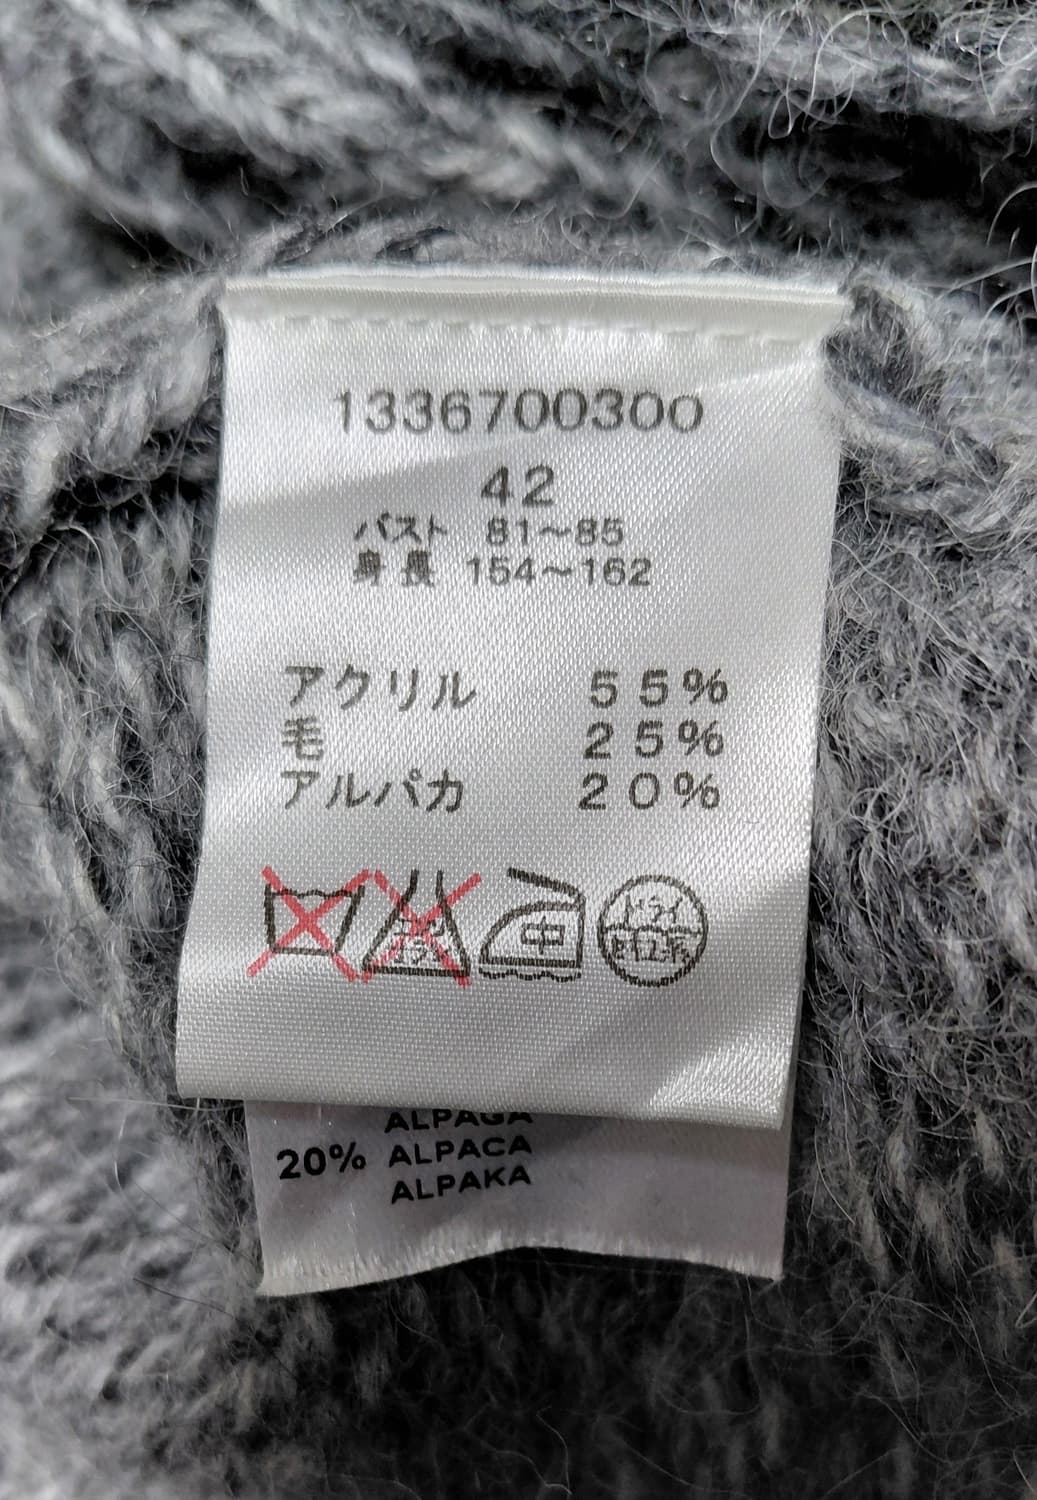 1336700300
42
バスト 81~85
身長 154~162
アクリル 55%
毛 25%
アルパカ 20%
中
ドライ
ALPAGA
20% ALPACA
ALPAKA